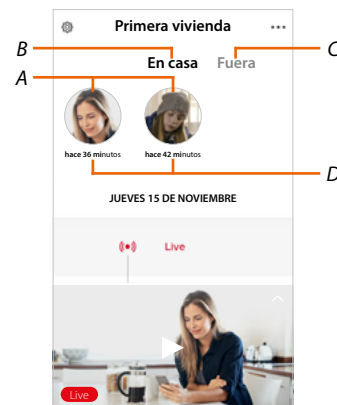 Primera vivienda
B
C
En casa Fuera
A
hace 36 minutos hace 42 minutos
D
JUEVES 15 DE NOVIEMBRE
Live
Live